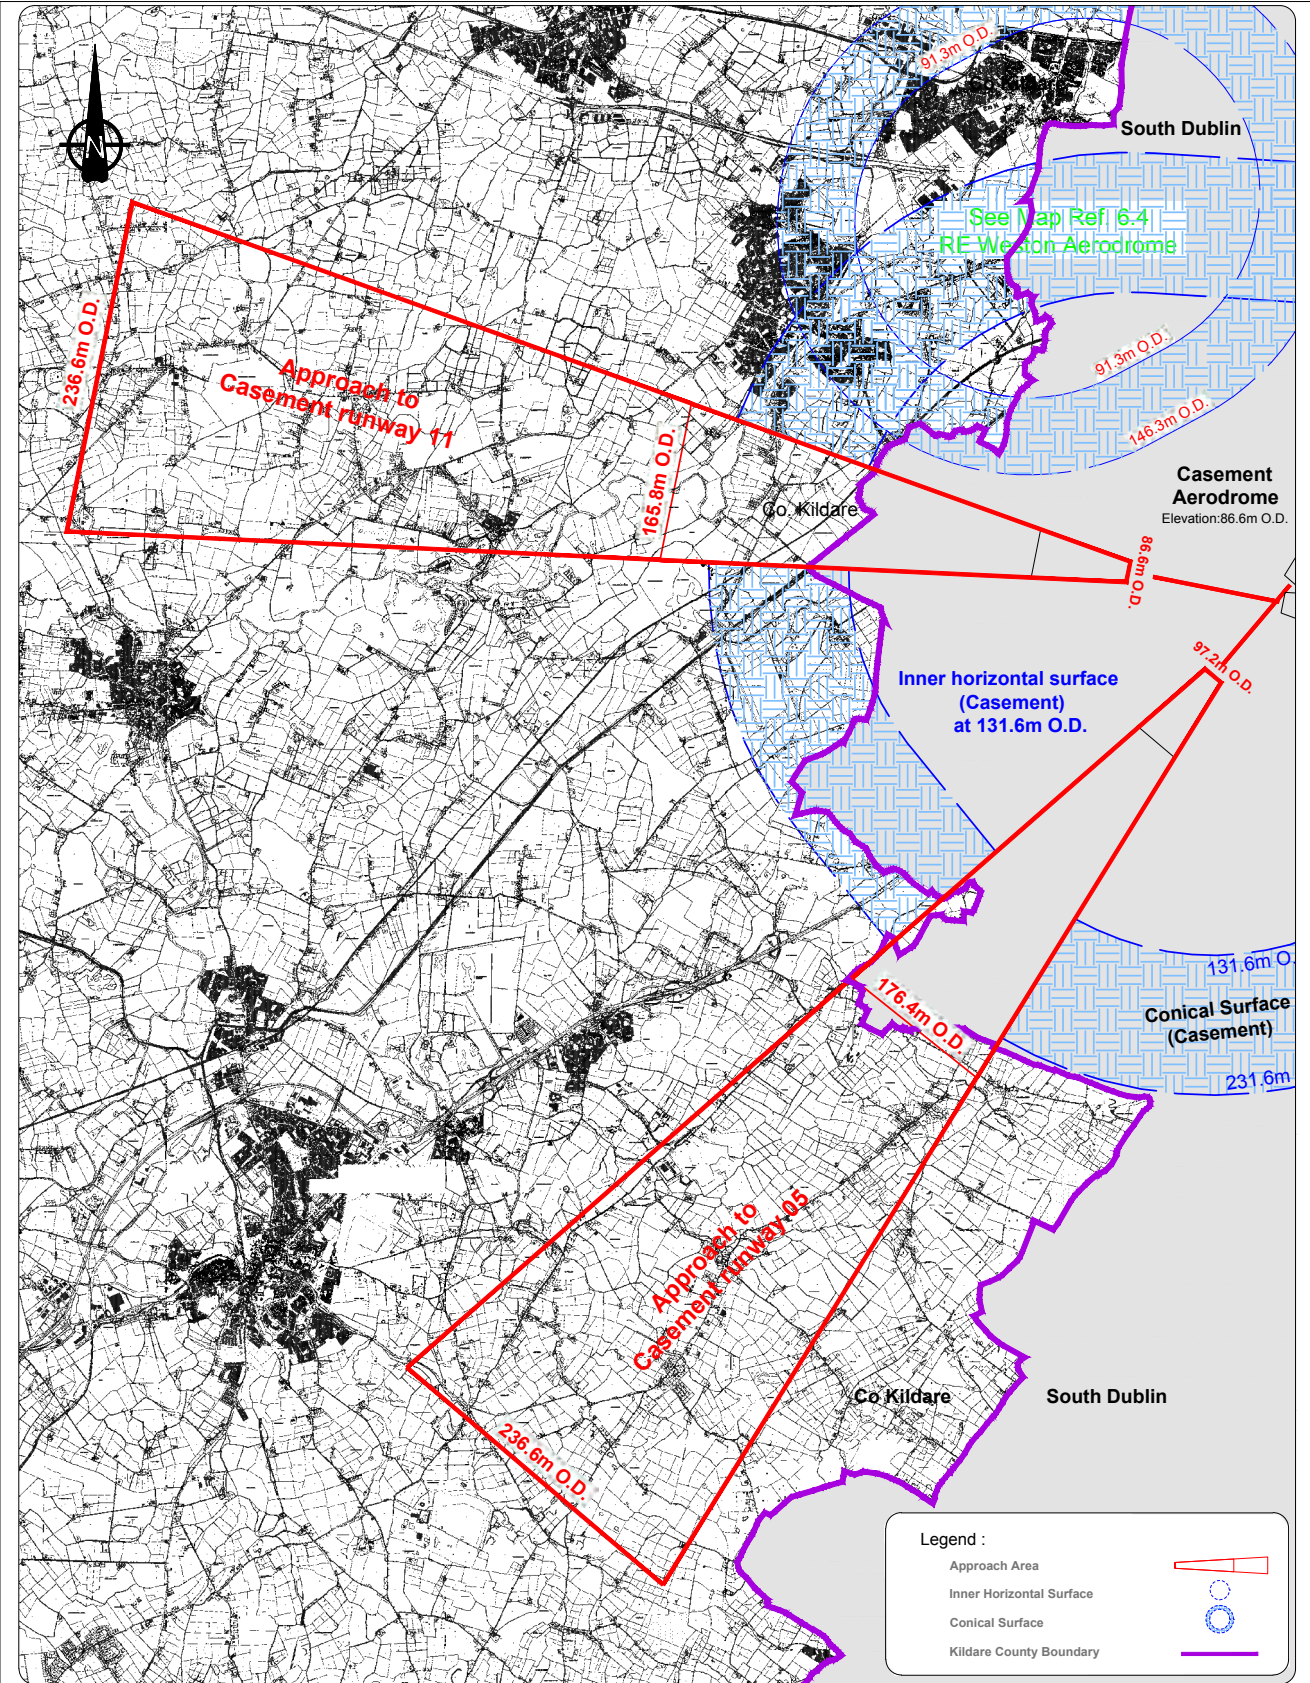 91.3m O.D.
South Dublin
N
See Map Ref. 6.4
RE Weston Aerodrome
236.6m O.D.
Approach to
Casement runway 11
91.3m O.D.
146.3m O.D.
165.8m O.D.
Co. Kildare
Casement
Aerodrome
Elevation:86.6m O.D.
86.6m O.D.
97.2m O.D.
Inner horizontal surface
(Casement)
at 131.6m O.D.
131.6m O.
176.4m O.D.
Conical Surface
(Casement)
231.6m
Approach to
Casement runway 05
Co Kildare
South Dublin
236.6m O.D.
Legend :
Approach Area
Inner Horizontal Surface
Conical Surface
Kildare County Boundary